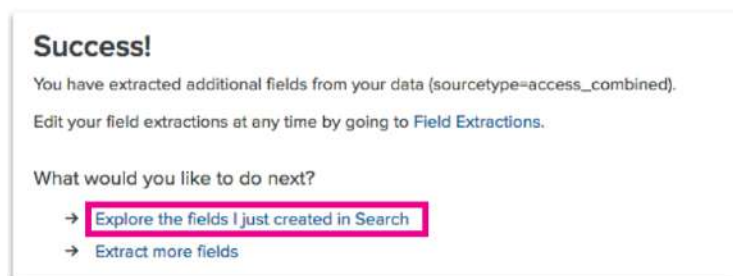 Success!
You have extracted additional fields from your data (sourcetype=access_combined).
Edit your field extractions at any time by going to Field Extractions.
What would you like to do next?
→ Explore the fields I just created in Search
→ Extract more fields